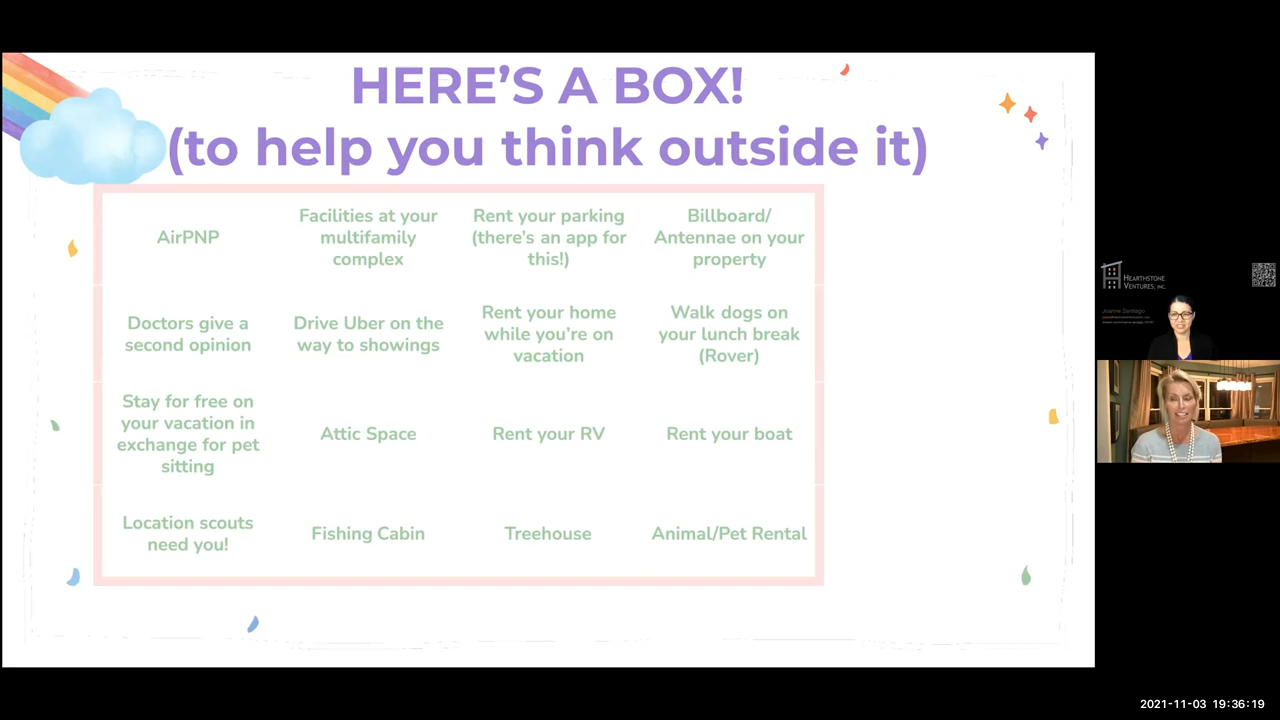 HERE'S A BOX!
(to help you think outside it)
AirPNP
Facilities at your
multifamily
complex
Rent your parking
(there's an app for
this!)
Billboard/
Antennae on your
property
Doctors give a
second opinion
Drive Uber on the
way to showings
Rent your home
while you're on
vacation
Walk dogs on
your lunch break
(Rover)
Stay for free on
your vacation in
exchange for pet
sitting
Attic Space
Rent your RV
Rent your boat
Location scouts
need you!
Fishing Cabin
Treehouse
Animal/Pet Rental
HEARTHSTONE
VENTURES, INC.
Joanne Santiago
2021-11-03 19:36:19